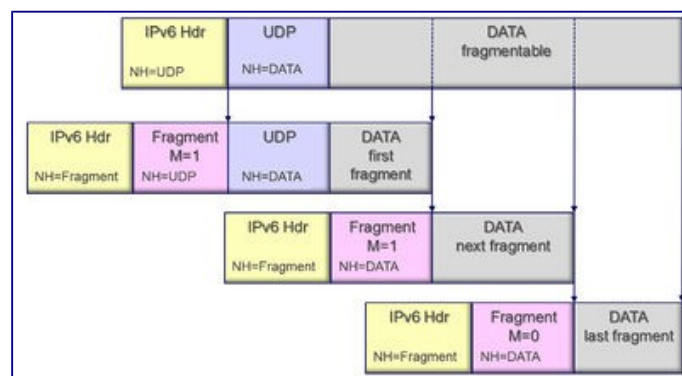 IPv6 Hdr UDP DATA
fragmentable
NH=UDP NH=DATA
IPv6 Hdr Fragment UDP DATA
M=1 first
NH=Fragment NH=UDP NH=DATA fragment
IPv6 Hdr Fragment DATA
M=1 next fragment
NH=Fragment NH=DATA
IPv6 Hdr Fragment DATA
M=0 last fragment
NH=Fragment NH=DATA